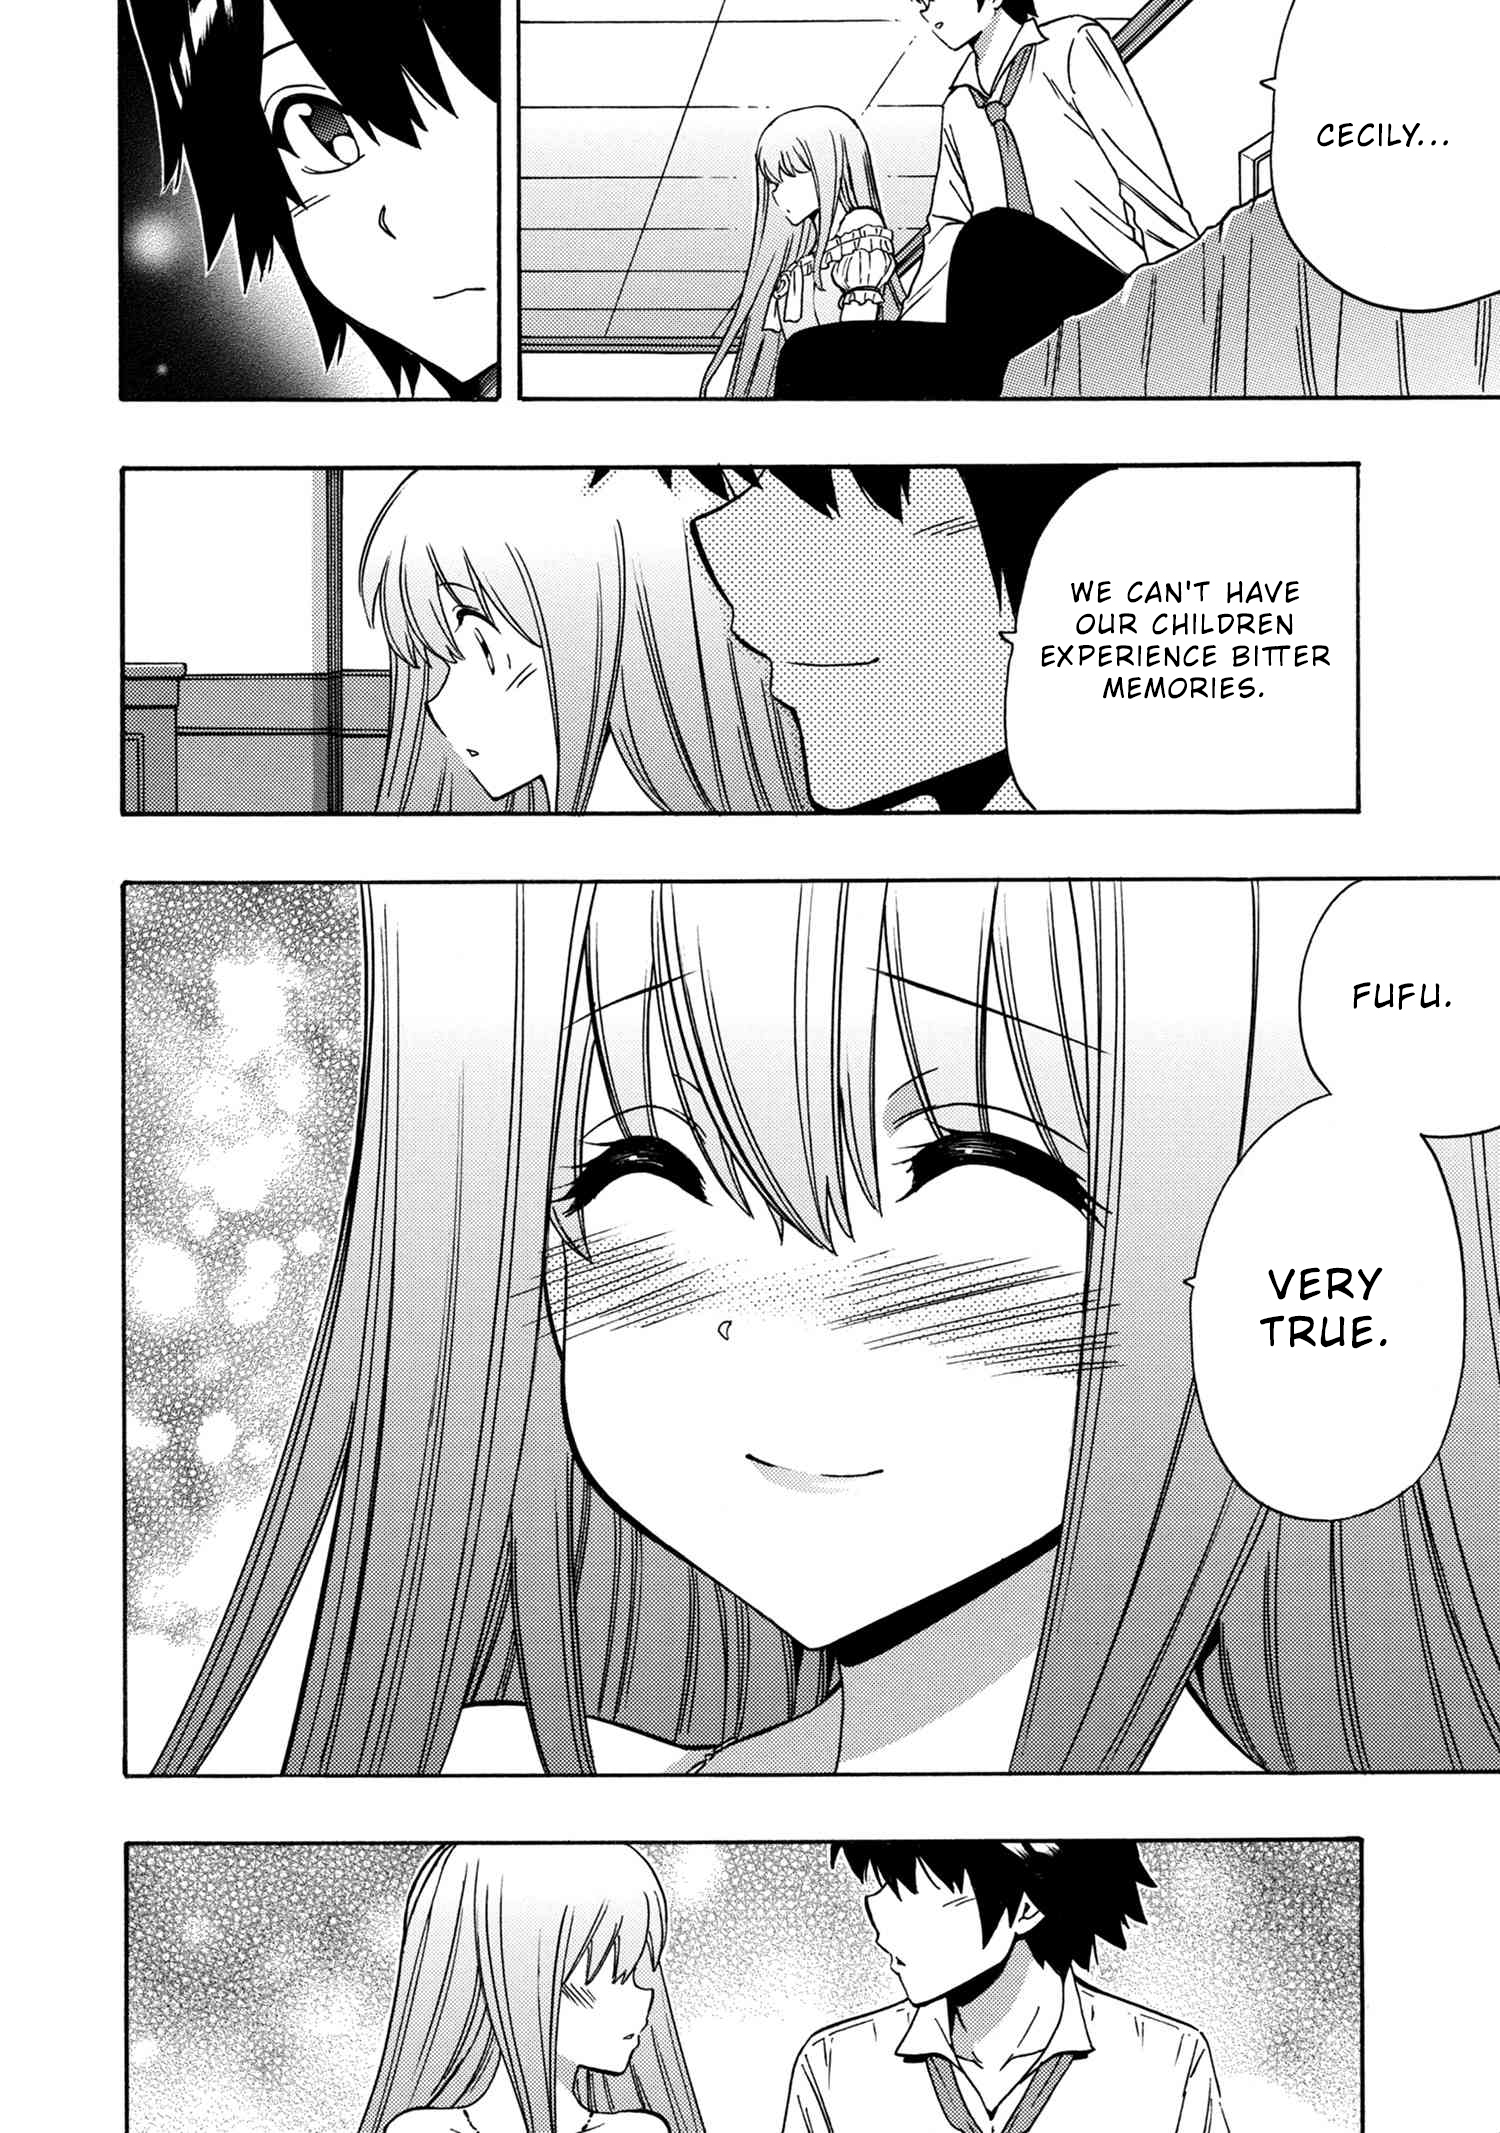 CECILY...
WE CAN'T HAVE
OUR CHILDREN
EXPERIENCE BITTER
MEMORIES.
FUFU.
VERY
TRUE.